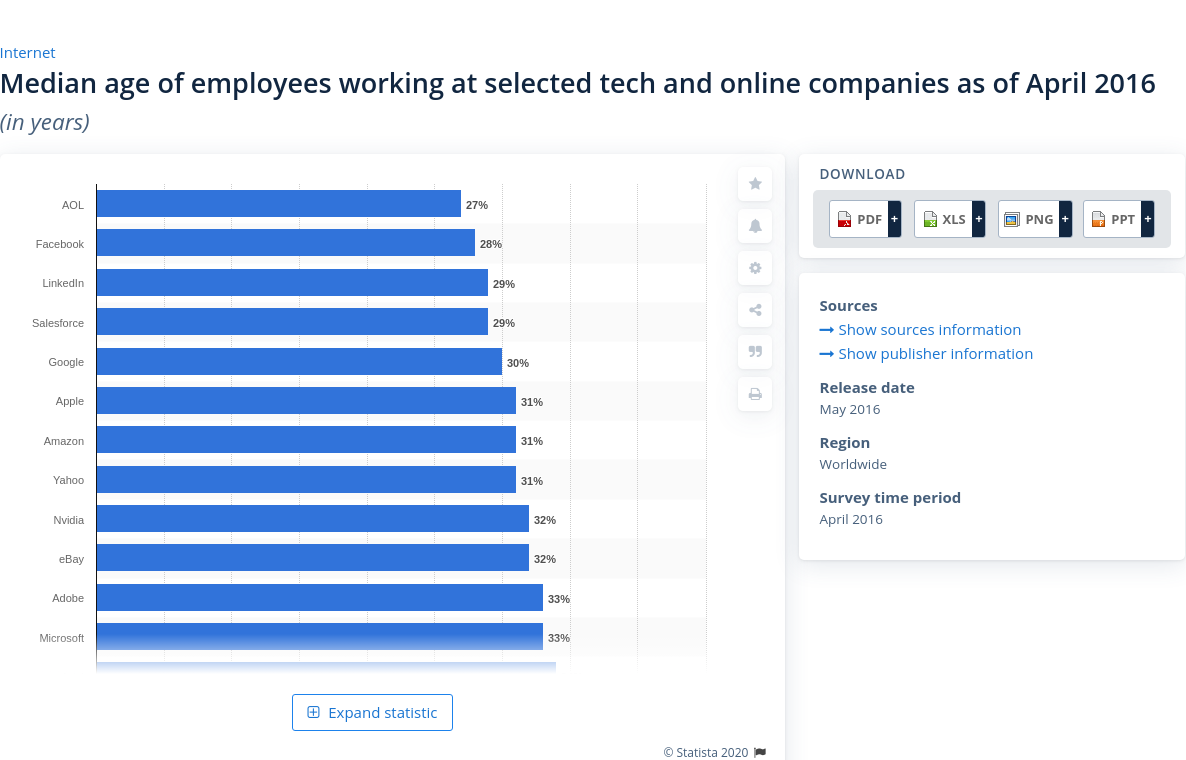 Internet
Median age of employees working at selected tech and online companies as of April 2016
(in years)
AOL 27%
Facebook 28%
LinkedIn 29%
Salesforce 29%
Google 30%
Apple 31%
Amazon 31%
Yahoo 31%
Nvidia 32%
eBay 32%
Adobe 33%
Microsoft 33%
Expand statistic
© Statista 2020
DOWNLOAD
PDF + XLS + PNG + PPT +
Sources
Show sources information
Show publisher information
Release date
May 2016
Region
Worldwide
Survey time period
April 2016